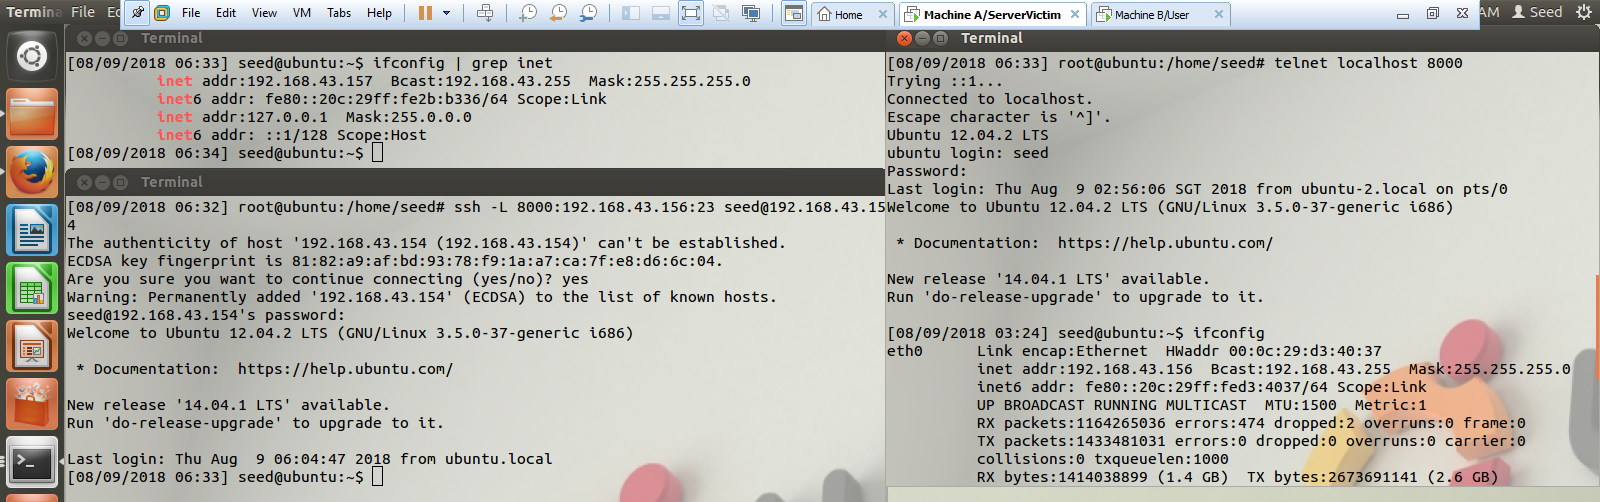 Termina
File
Ec
File
Edit
View
VM
Tabs
Help
Home
Machine A/ServerVictim
Machine B/User
AM
Seed
Terminal
[08/09/2018 06:33] seed@ubuntu:~$ ifconfig | grep inet
inet addr:192.168.43.157  Bcast:192.168.43.255  Mask:255.255.255.0
inet6 addr: fe80::20c:29ff:fe2b:b336/64 Scope:Link
inet addr:127.0.0.1  Mask:255.0.0.0
inet6 addr: ::1/128 Scope:Host
[08/09/2018 06:34] seed@ubuntu:~$
Terminal
[08/09/2018 06:32] root@ubuntu:/home/seed# ssh -L 8000:192.168.43.156:23 seed@192.168.43.15
4
The authenticity of host '192.168.43.154 (192.168.43.154)' can't be established.
ECDSA key fingerprint is 81:82:a9:af:bd:93:78:f9:1a:a7:ca:7f:e8:d6:6c:04.
Are you sure you want to continue connecting (yes/no)? yes
Warning: Permanently added '192.168.43.154' (ECDSA) to the list of known hosts.
seed@192.168.43.154's password:
Welcome to Ubuntu 12.04.2 LTS (GNU/Linux 3.5.0-37-generic i686)
* Documentation:  https://help.ubuntu.com/
New release '14.04.1 LTS' available.
Run 'do-release-upgrade' to upgrade to it.
Last login: Thu Aug  9 06:04:47 2018 from ubuntu.local
[08/09/2018 06:33] seed@ubuntu:~$
Terminal
[08/09/2018 06:33] root@ubuntu:/home/seed# telnet localhost 8000
Trying ::1...
Connected to localhost.
Escape character is '^]'.
Ubuntu 12.04.2 LTS
ubuntu login: seed
Password:
Last login: Thu Aug  9 02:56:06 SGT 2018 from ubuntu-2.local on pts/0
Welcome to Ubuntu 12.04.2 LTS (GNU/Linux 3.5.0-37-generic i686)
* Documentation:  https://help.ubuntu.com/
New release '14.04.1 LTS' available.
Run 'do-release-upgrade' to upgrade to it.
[08/09/2018 03:24] seed@ubuntu:~$ ifconfig
eth0      Link encap:Ethernet  HWaddr 00:0c:29:d3:40:37
inet addr:192.168.43.156  Bcast:192.168.43.255  Mask:255.255.255.0
inet6 addr: fe80::20c:29ff:fed3:4037/64 Scope:Link
UP BROADCAST RUNNING MULTICAST  MTU:1500  Metric:1
RX packets:1164265036 errors:474 dropped:2 overruns:0 frame:0
TX packets:1433481031 errors:0 dropped:0 overruns:0 carrier:0
collisions:0 txqueuelen:1000
RX bytes:1414038899 (1.4 GB)  TX bytes:2673691141 (2.6 GB)